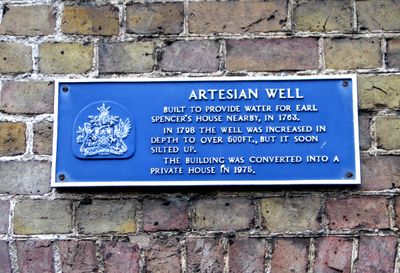 ARTESIAN WELL
BUILT TO PROVIDE WATER FOR EARL
SPENCER'S HOUSE NEARBY, IN 1763.
IN 1798 THE WELL WAS INCREASED IN
DEPTH TO OVER 500FT., BUT IT SOON
SILTED UP.
THE BUILDING WAS CONVERTED INTO A
PRIVATE HOUSE IN 1975.